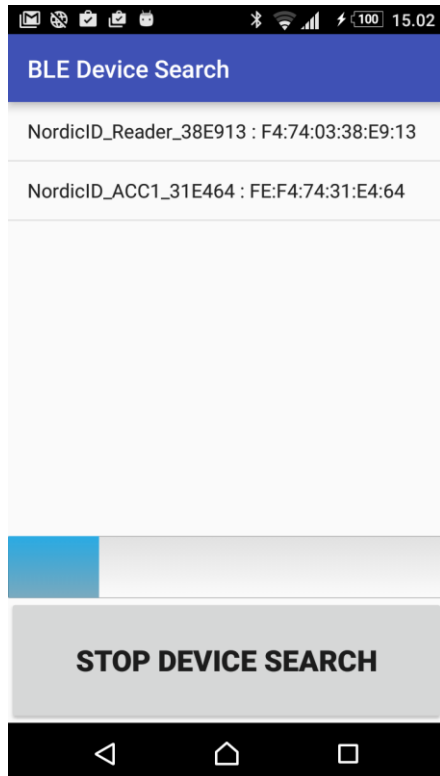 100 15.02
BLE Device Search
NordicID_Reader_38E913 : F4:74:03:38:E9:13
NordicID_ACC1_31E464 : FE:F4:74:31:E4:64
STOP DEVICE SEARCH